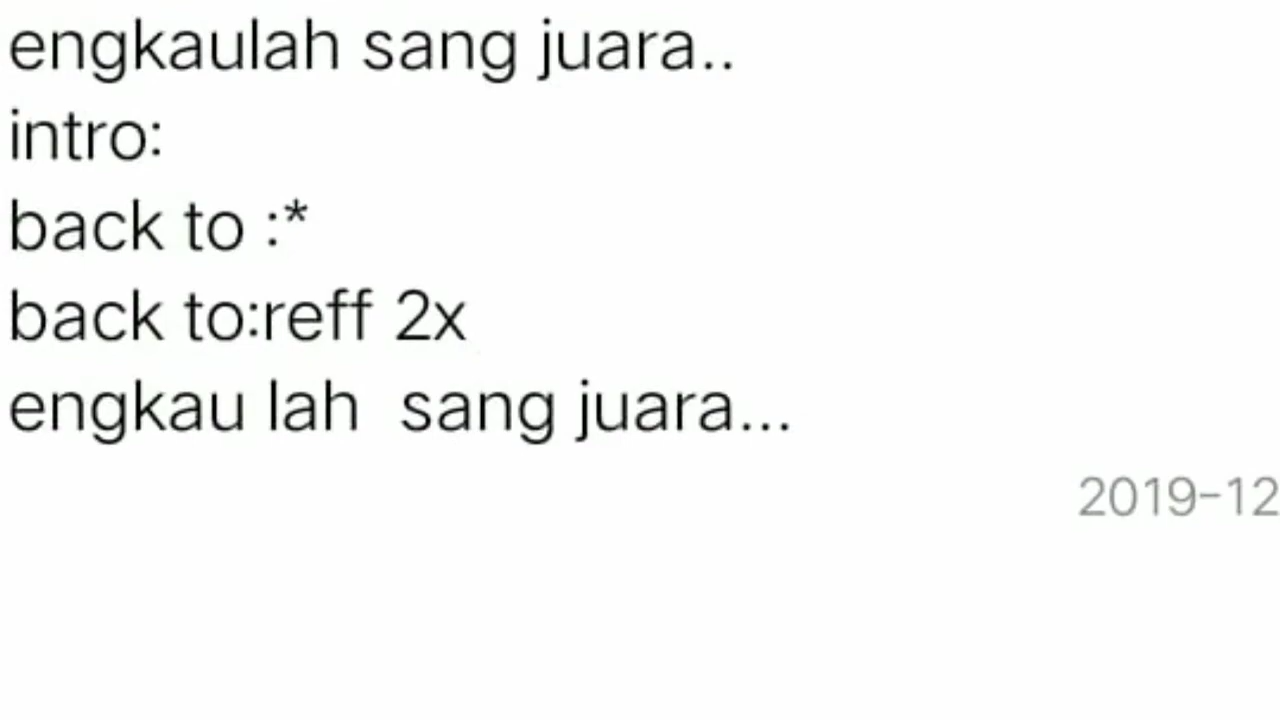 engkaulah sang juara..
intro:
back to :*
back to:reff 2x
engkau lah  sang juara...
2019-12